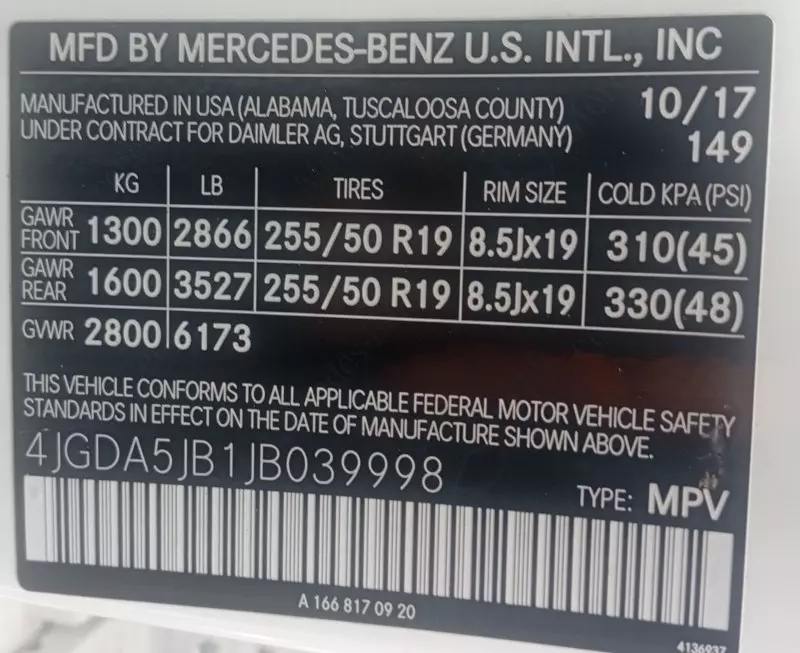 MFD BY MERCEDES-BENZ U.S. INTL., INC
MANUFACTURED IN USA (ALABAMA, TUSCALOOSA COUNTY) 10/17
UNDER CONTRACT FOR DAIMLER AG, STUTTGART (GERMANY) 149
KG LB TIRES RIM SIZE COLD KPA (PSI)
GAWR FRONT 1300 2866 255/50 R19 8.5Jx19 310(45)
GAWR REAR 1600 3527 255/50 R19 8.5Jx19 330(48)
GVWR 2800 6173
THIS VEHICLE CONFORMS TO ALL APPLICABLE FEDERAL MOTOR VEHICLE SAFETY
STANDARDS IN EFFECT ON THE DATE OF MANUFACTURE SHOWN ABOVE.
4JGDA5JB1JB039998
TYPE: MPV
A 166 817 09 20
4136937